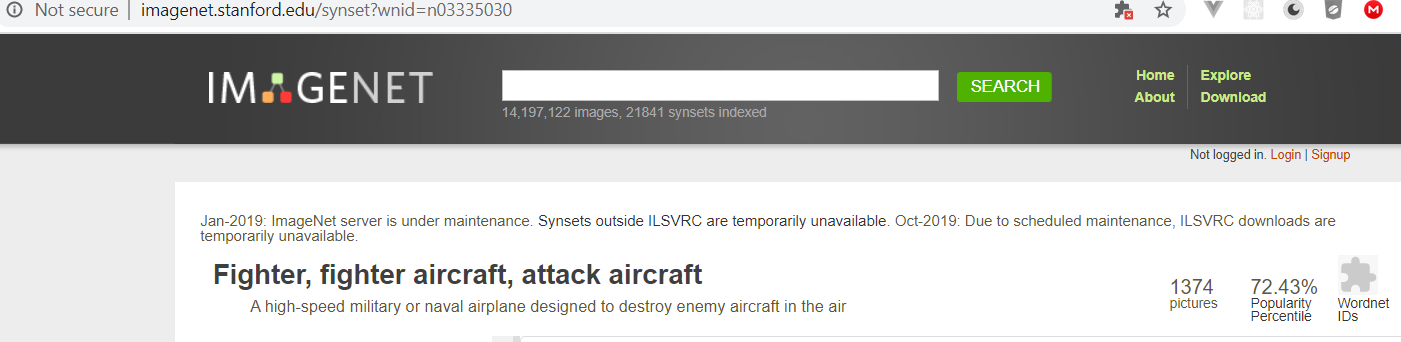 Not secure | imagenet.stanford.edu/synset?wnid=n03335030
IMAGENET
SEARCH
14,197,122 images, 21841 synsets indexed
Home
Explore
About
Download
Not logged in. Login | Signup
Jan-2019: ImageNet server is under maintenance. Synsets outside ILSVRC are temporarily unavailable. Oct-2019: Due to scheduled maintenance, ILSVRC downloads are
temporarily unavailable.
Fighter, fighter aircraft, attack aircraft
A high-speed military or naval airplane designed to destroy enemy aircraft in the air
1374
pictures
72.43%
Popularity
Percentile
Wordnet
IDs